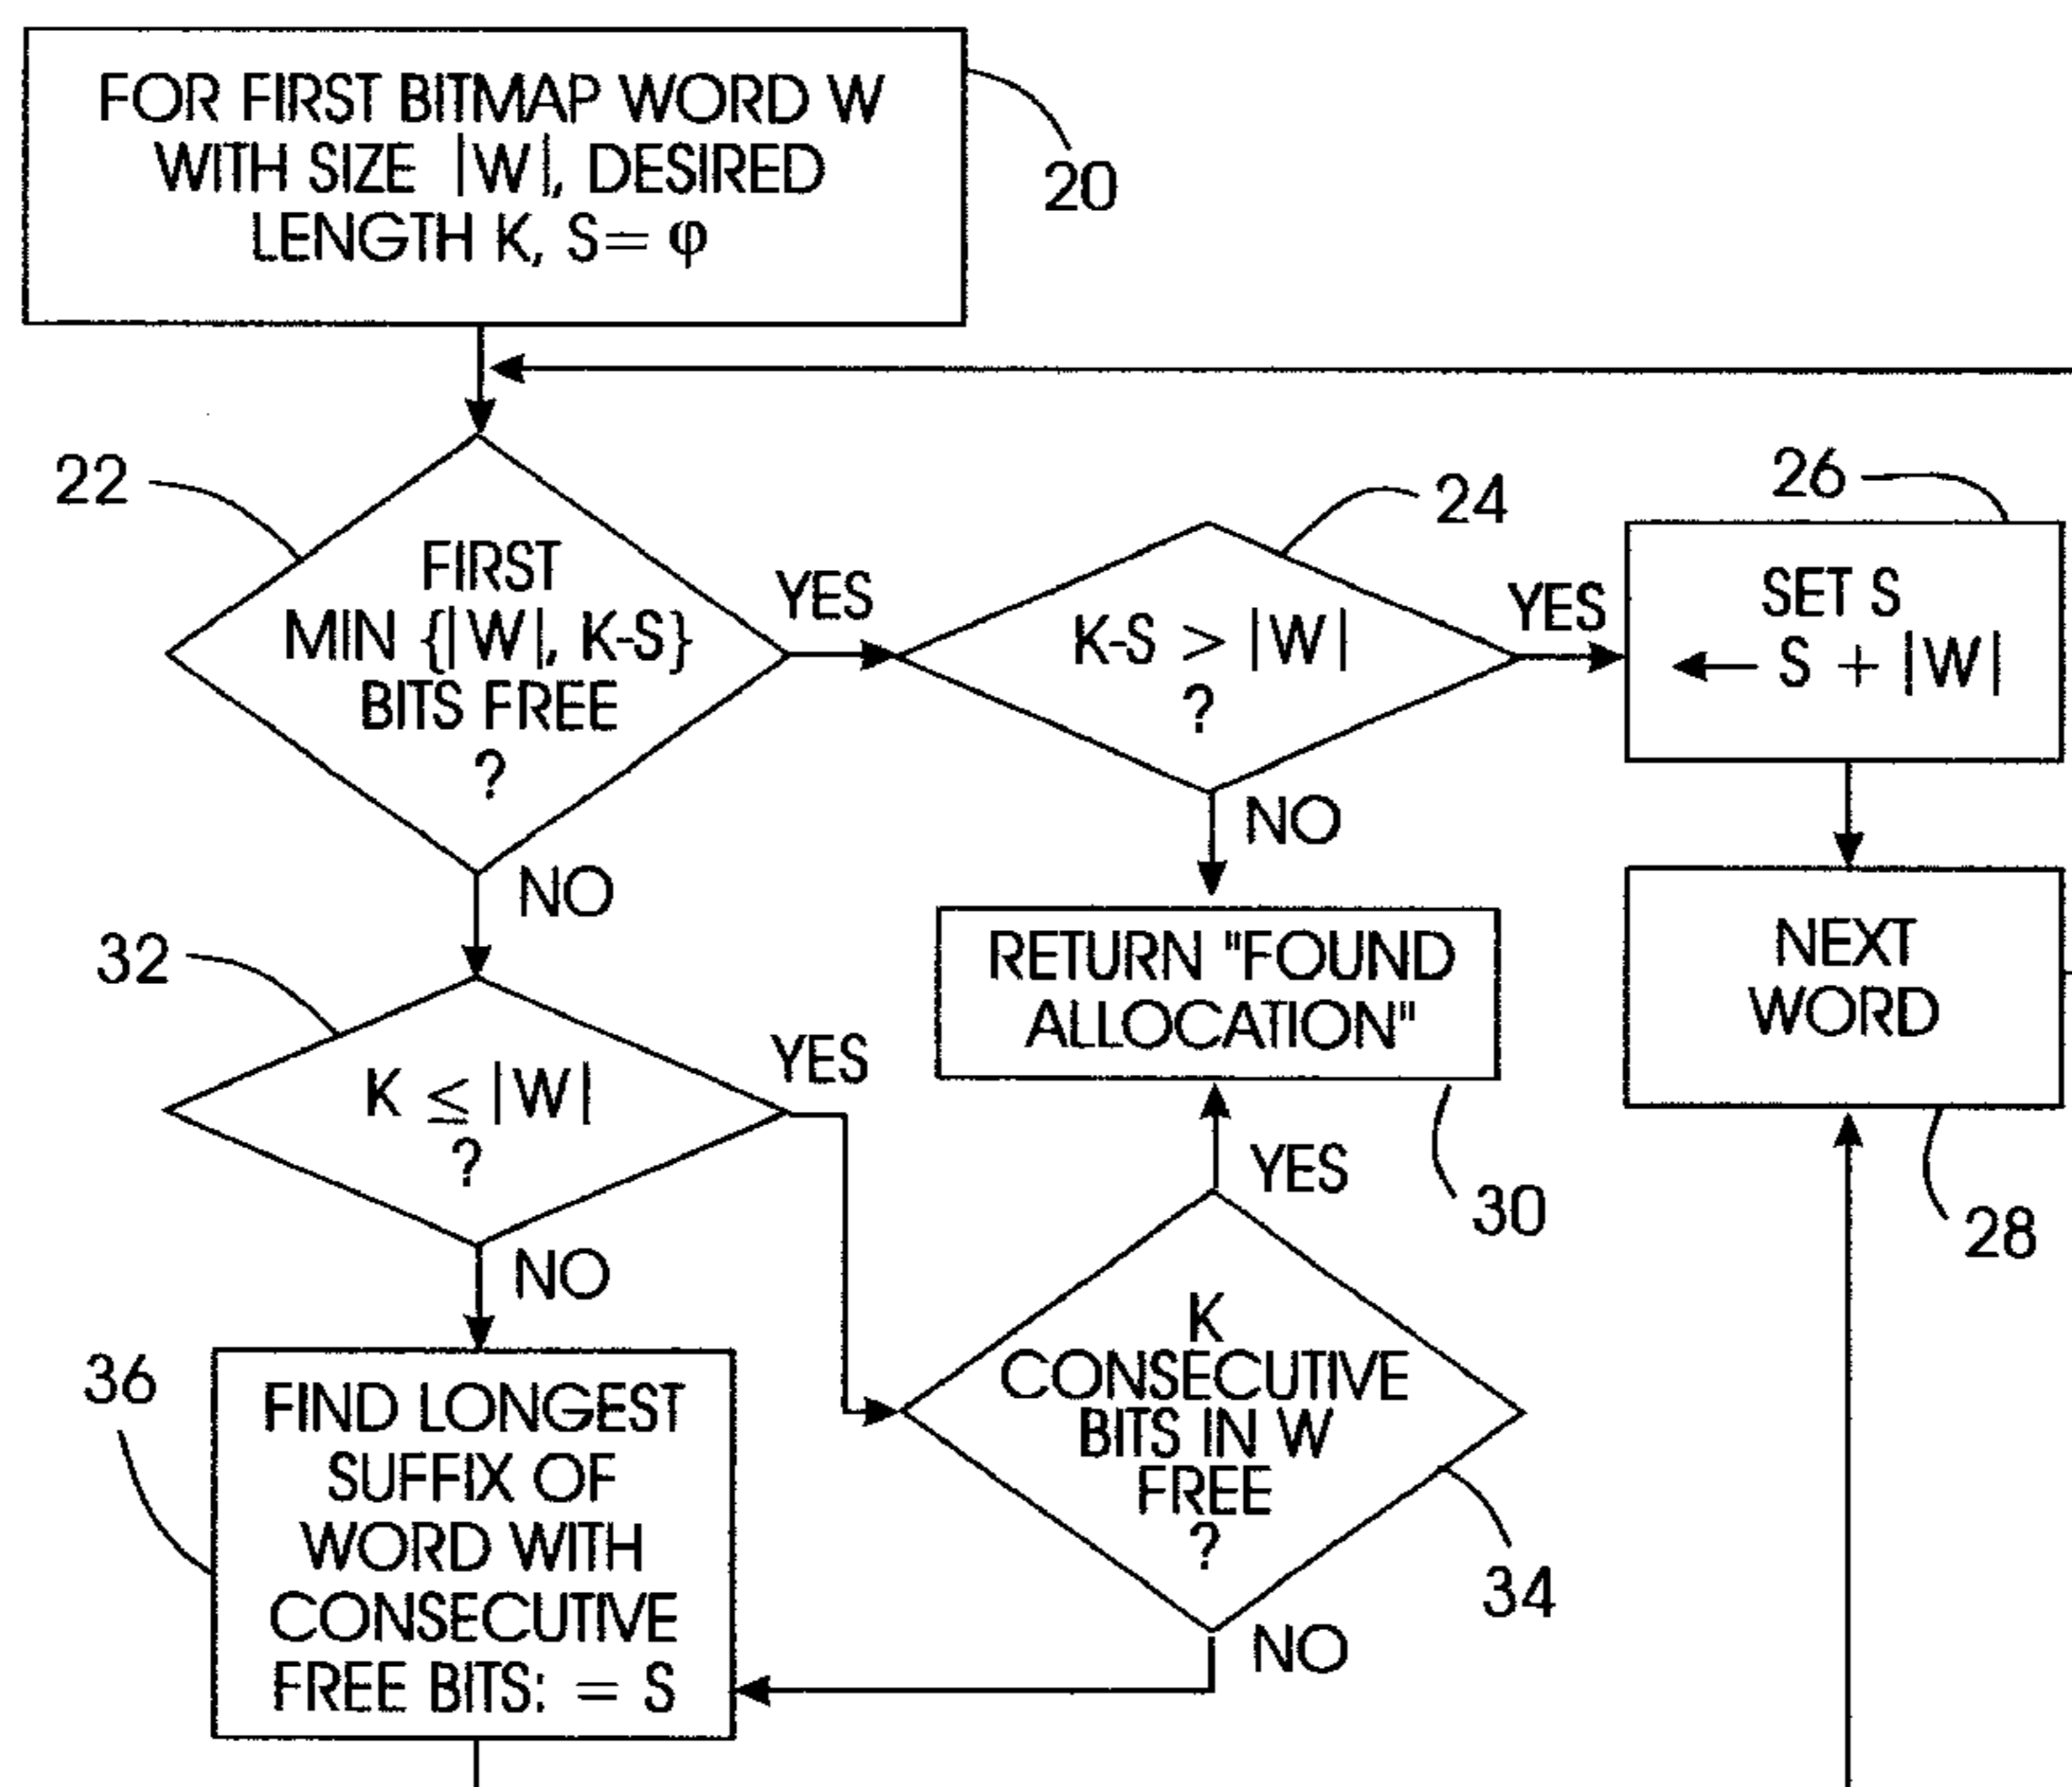 FOR FIRST BITMAP WORD W
WITH SIZE |W|, DESIRED
LENGTH K, S= φ
20
22
FIRST
MIN {|W|, K-S}
BITS FREE
?
YES
NO
24
K-S > |W|
?
YES
NO
26
SET S
← S + |W|
NEXT
WORD
28
RETURN "FOUND
ALLOCATION"
30
32
K ≤ |W|
?
YES
NO
YES
K
CONSECUTIVE
BITS IN W
FREE
?
34
NO
36
FIND LONGEST
SUFFIX OF
WORD WITH
CONSECUTIVE
FREE BITS: = S